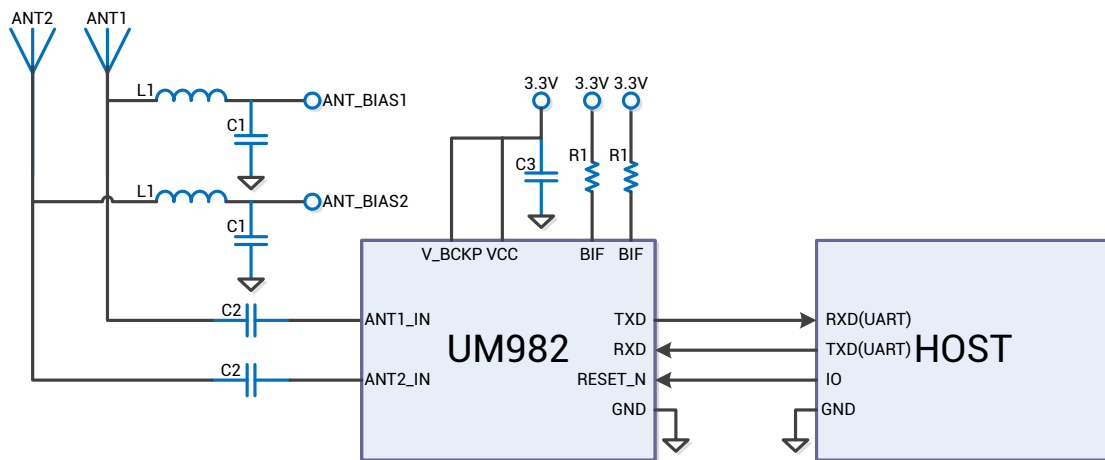 ANT2 ANT1
L1 ANT_BIAS1
3.3V 3.3V 3.3V
C1
C3 R1 R1
L1 ANT_BIAS2
C1
V_BCKP VCC BIF BIF
C2 ANT1_IN TXD RXD(UART)
UM982 RXD TXD(UART) HOST
C2 ANT2_IN RESET_N IO
GND GND